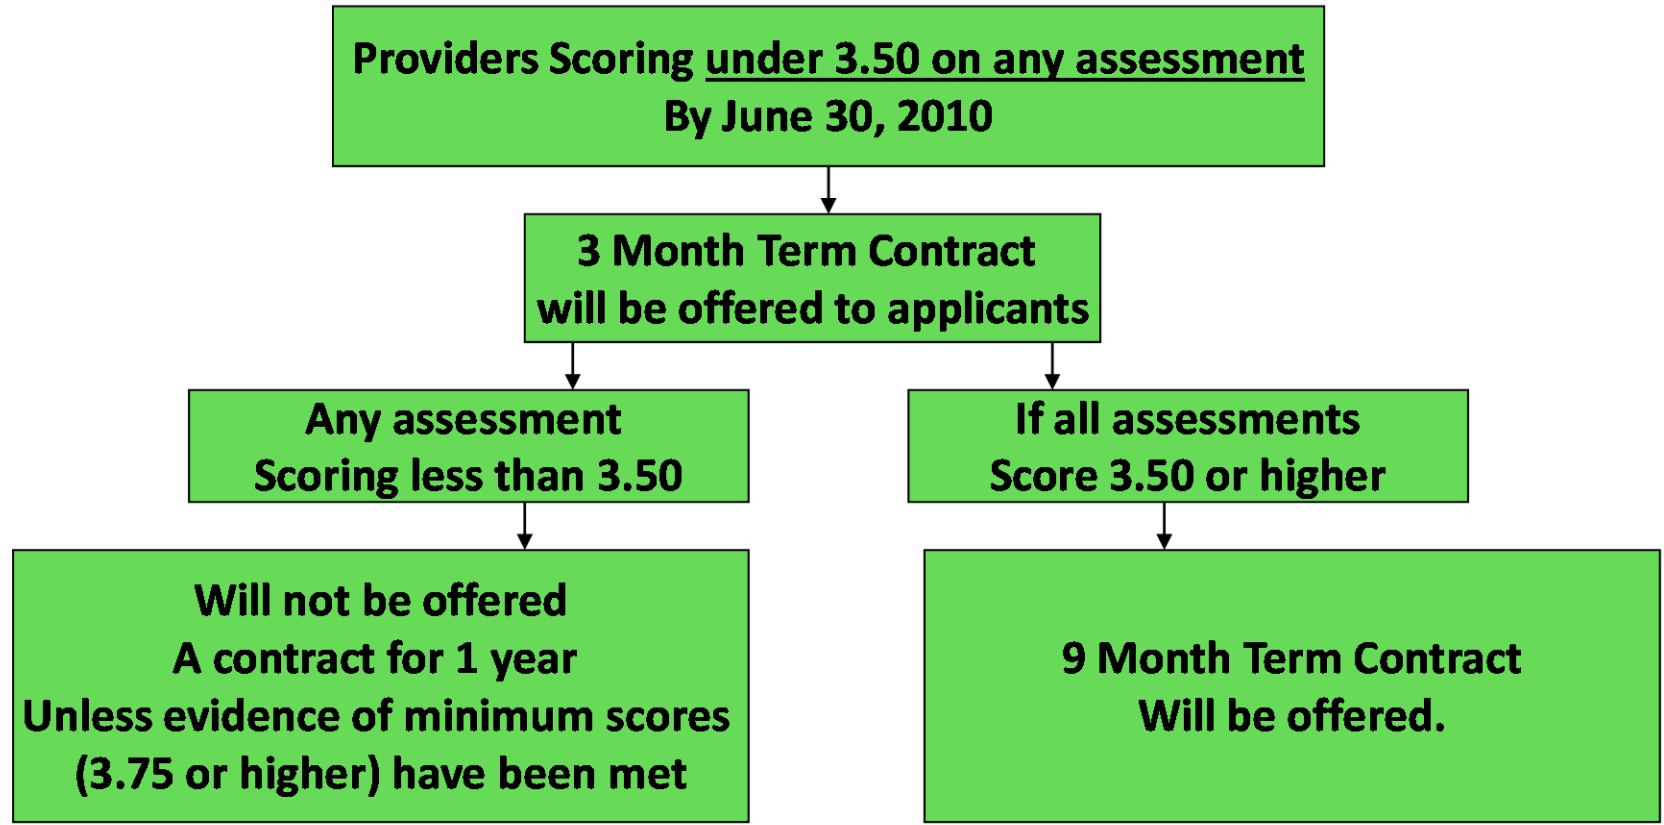 Providers Scoring under 3.50 on any assessment
By June 30, 2010
3 Month Term Contract
will be offered to applicants
Any assessment
Scoring less than 3.50
If all assessments
Score 3.50 or higher
Will not be offered
A contract for 1 year
Unless evidence of minimum scores
(3.75 or higher) have been met
9 Month Term Contract
Will be offered.